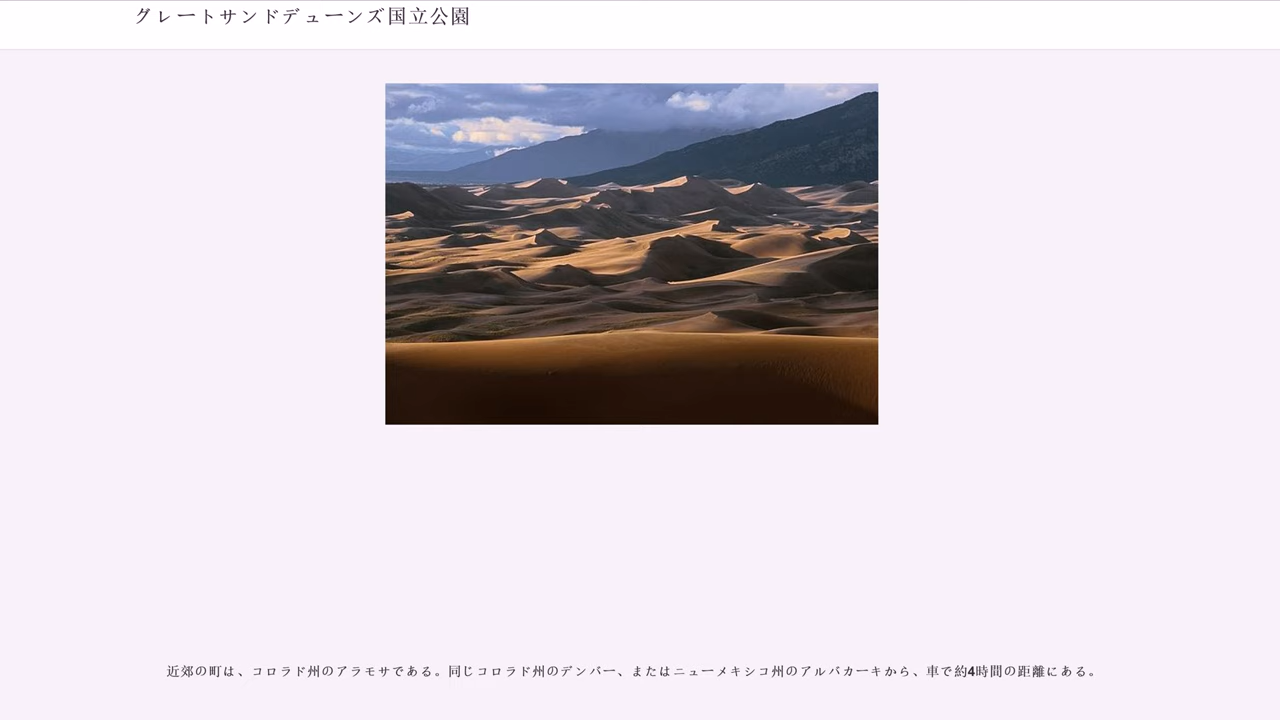 グレートサンドデューンズ国立公園
近郊の町は、コロラド州のアラモサである。同じコロラド州のデンバー、またはニューメキシコ州のアルバカーキから、車で約4時間の距離にある。